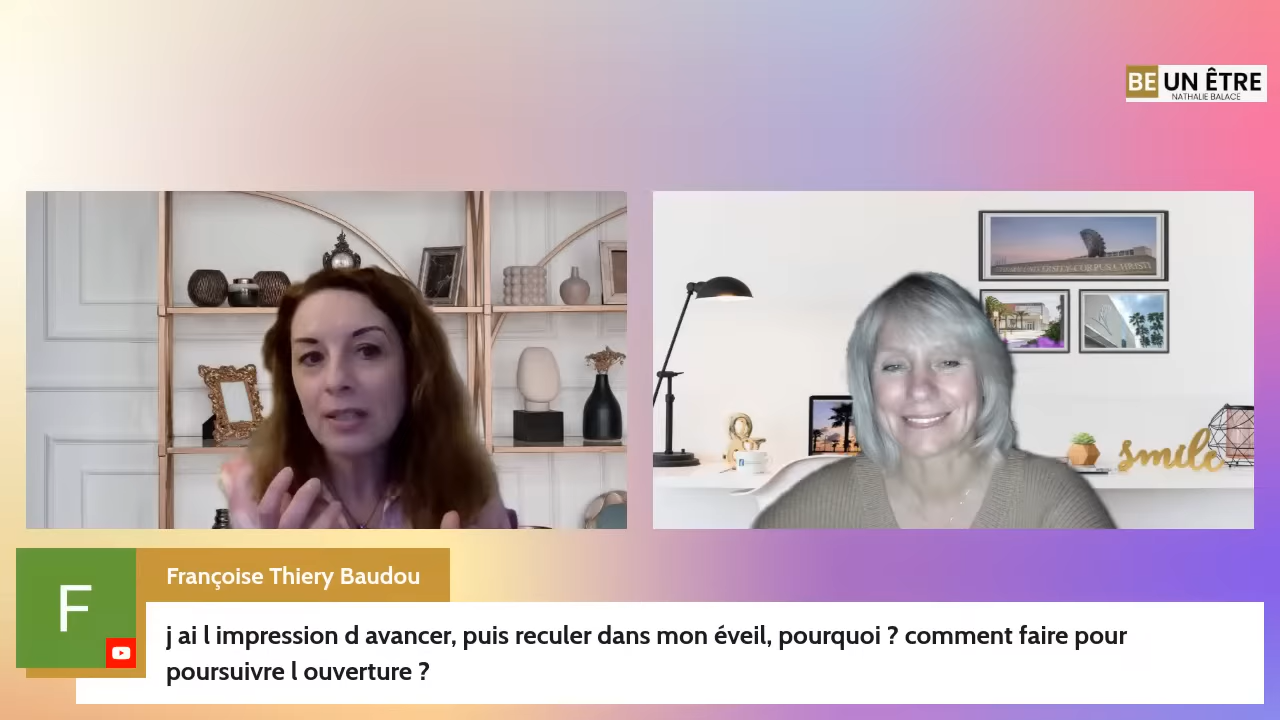 BE UN ÊTRE
NATHALIE BALACE
smile
Françoise Thiery Baudou
F
j ai l impression d avancer, puis reculer dans mon éveil, pourquoi ? comment faire pour
poursuivre l ouverture ?